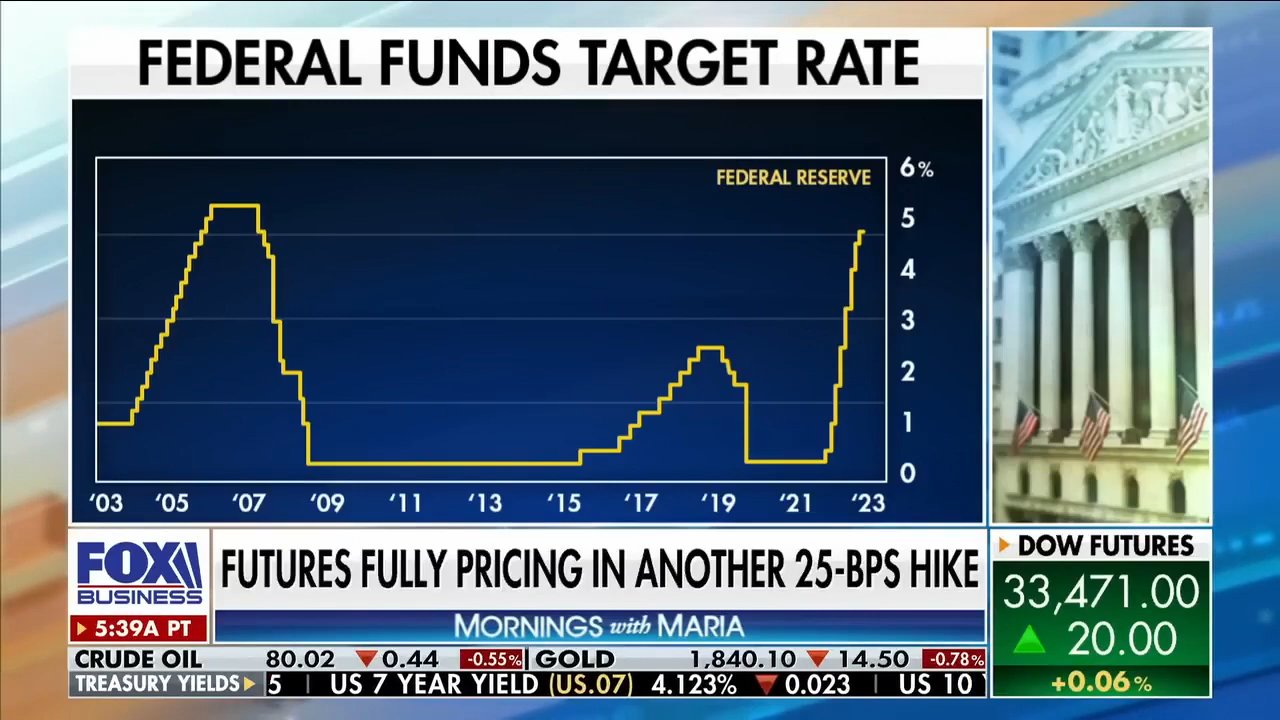 FEDERAL FUNDS TARGET RATE
FEDERAL RESERVE
6%
5
4
3
2
1
0
‘03 ‘05 ‘07 ‘09 ‘11 ‘13 ‘15 ‘17 ‘19 ‘21 ‘23
FOX
BUSINESS
5:39A PT
FUTURES FULLY PRICING IN ANOTHER 25-BPS HIKE
MORNINGS with MARIA
DOW FUTURES
33,471.00
20.00
+0.06%
CRUDE OIL 80.02 0.44 -0.55% GOLD 1,840.10 14.50 -0.78%
TREASURY YIELDS 5 US 7 YEAR YIELD (US.07) 4.123% 0.023 US 10